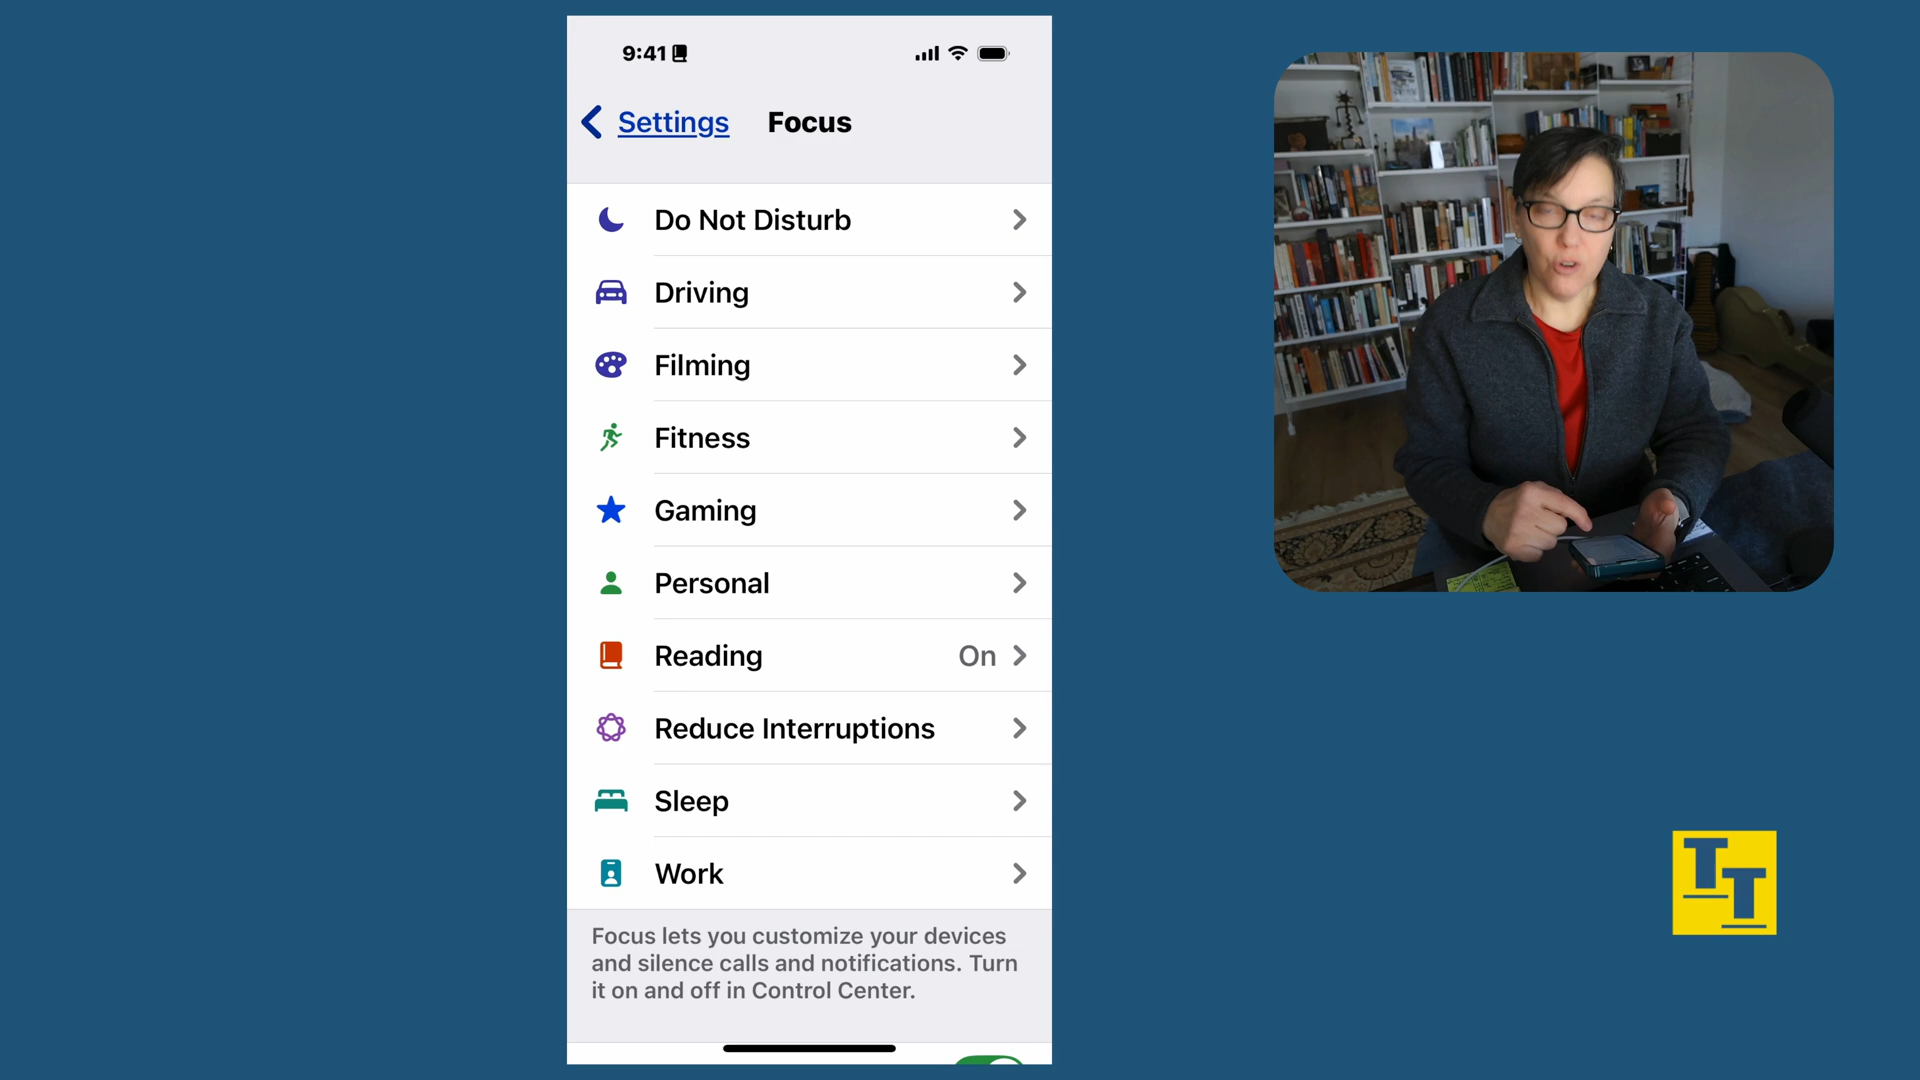 9:41
Settings
Focus
Do Not Disturb
Driving
Filming
Fitness
Gaming
Personal
Reading
On
Reduce Interruptions
Sleep
Work
Focus lets you customize your devices
and silence calls and notifications. Turn
it on and off in Control Center.
TT